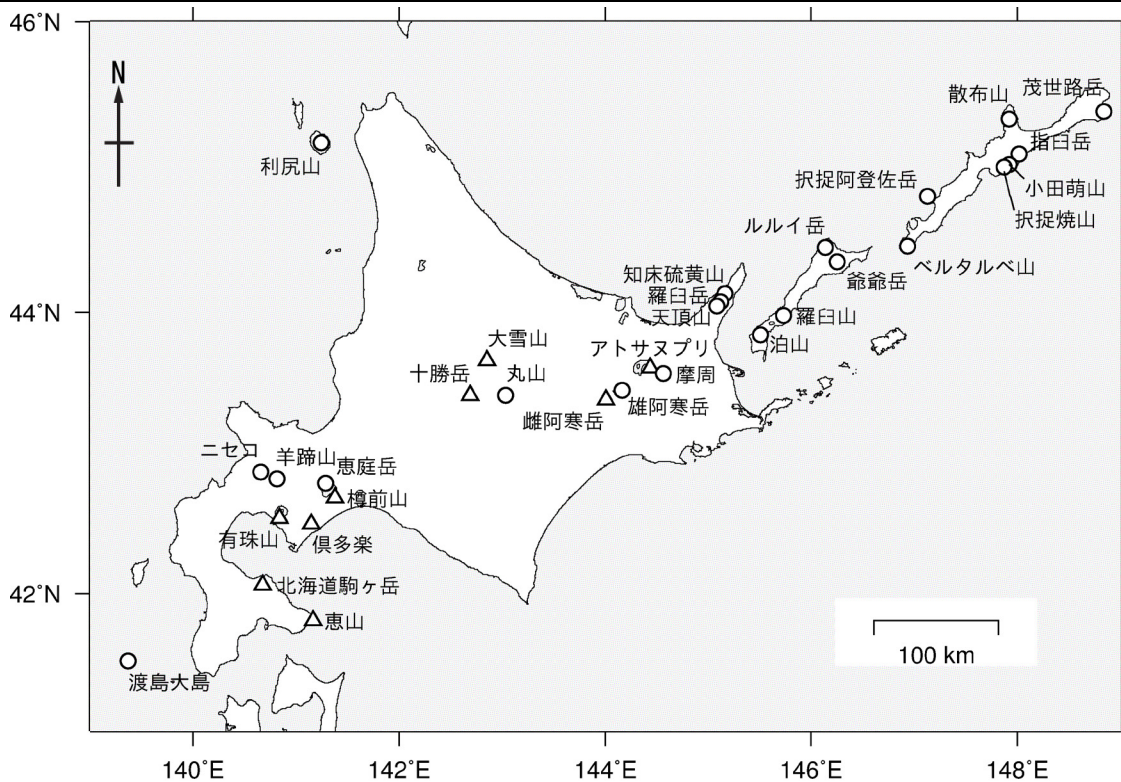 46°N
N
茂世路岳
散布山
指臼岳
利尻山
択捉阿登佐岳
小田萌山
択捉焼山
ルルイ岳
ベルタルベ山
知床硫黄山
爺爺岳
羅臼岳
44°N
天頂山
羅臼山
大雪山
アトサヌプリ
泊山
十勝岳
丸山
摩周
雄阿寒岳
雌阿寒岳
ニセコ
羊蹄山
恵庭岳
樽前山
有珠山
倶多楽
42°N
北海道駒ヶ岳
恵山
100 km
渡島大島
140°E
142°E
144°E
146°E
148°E